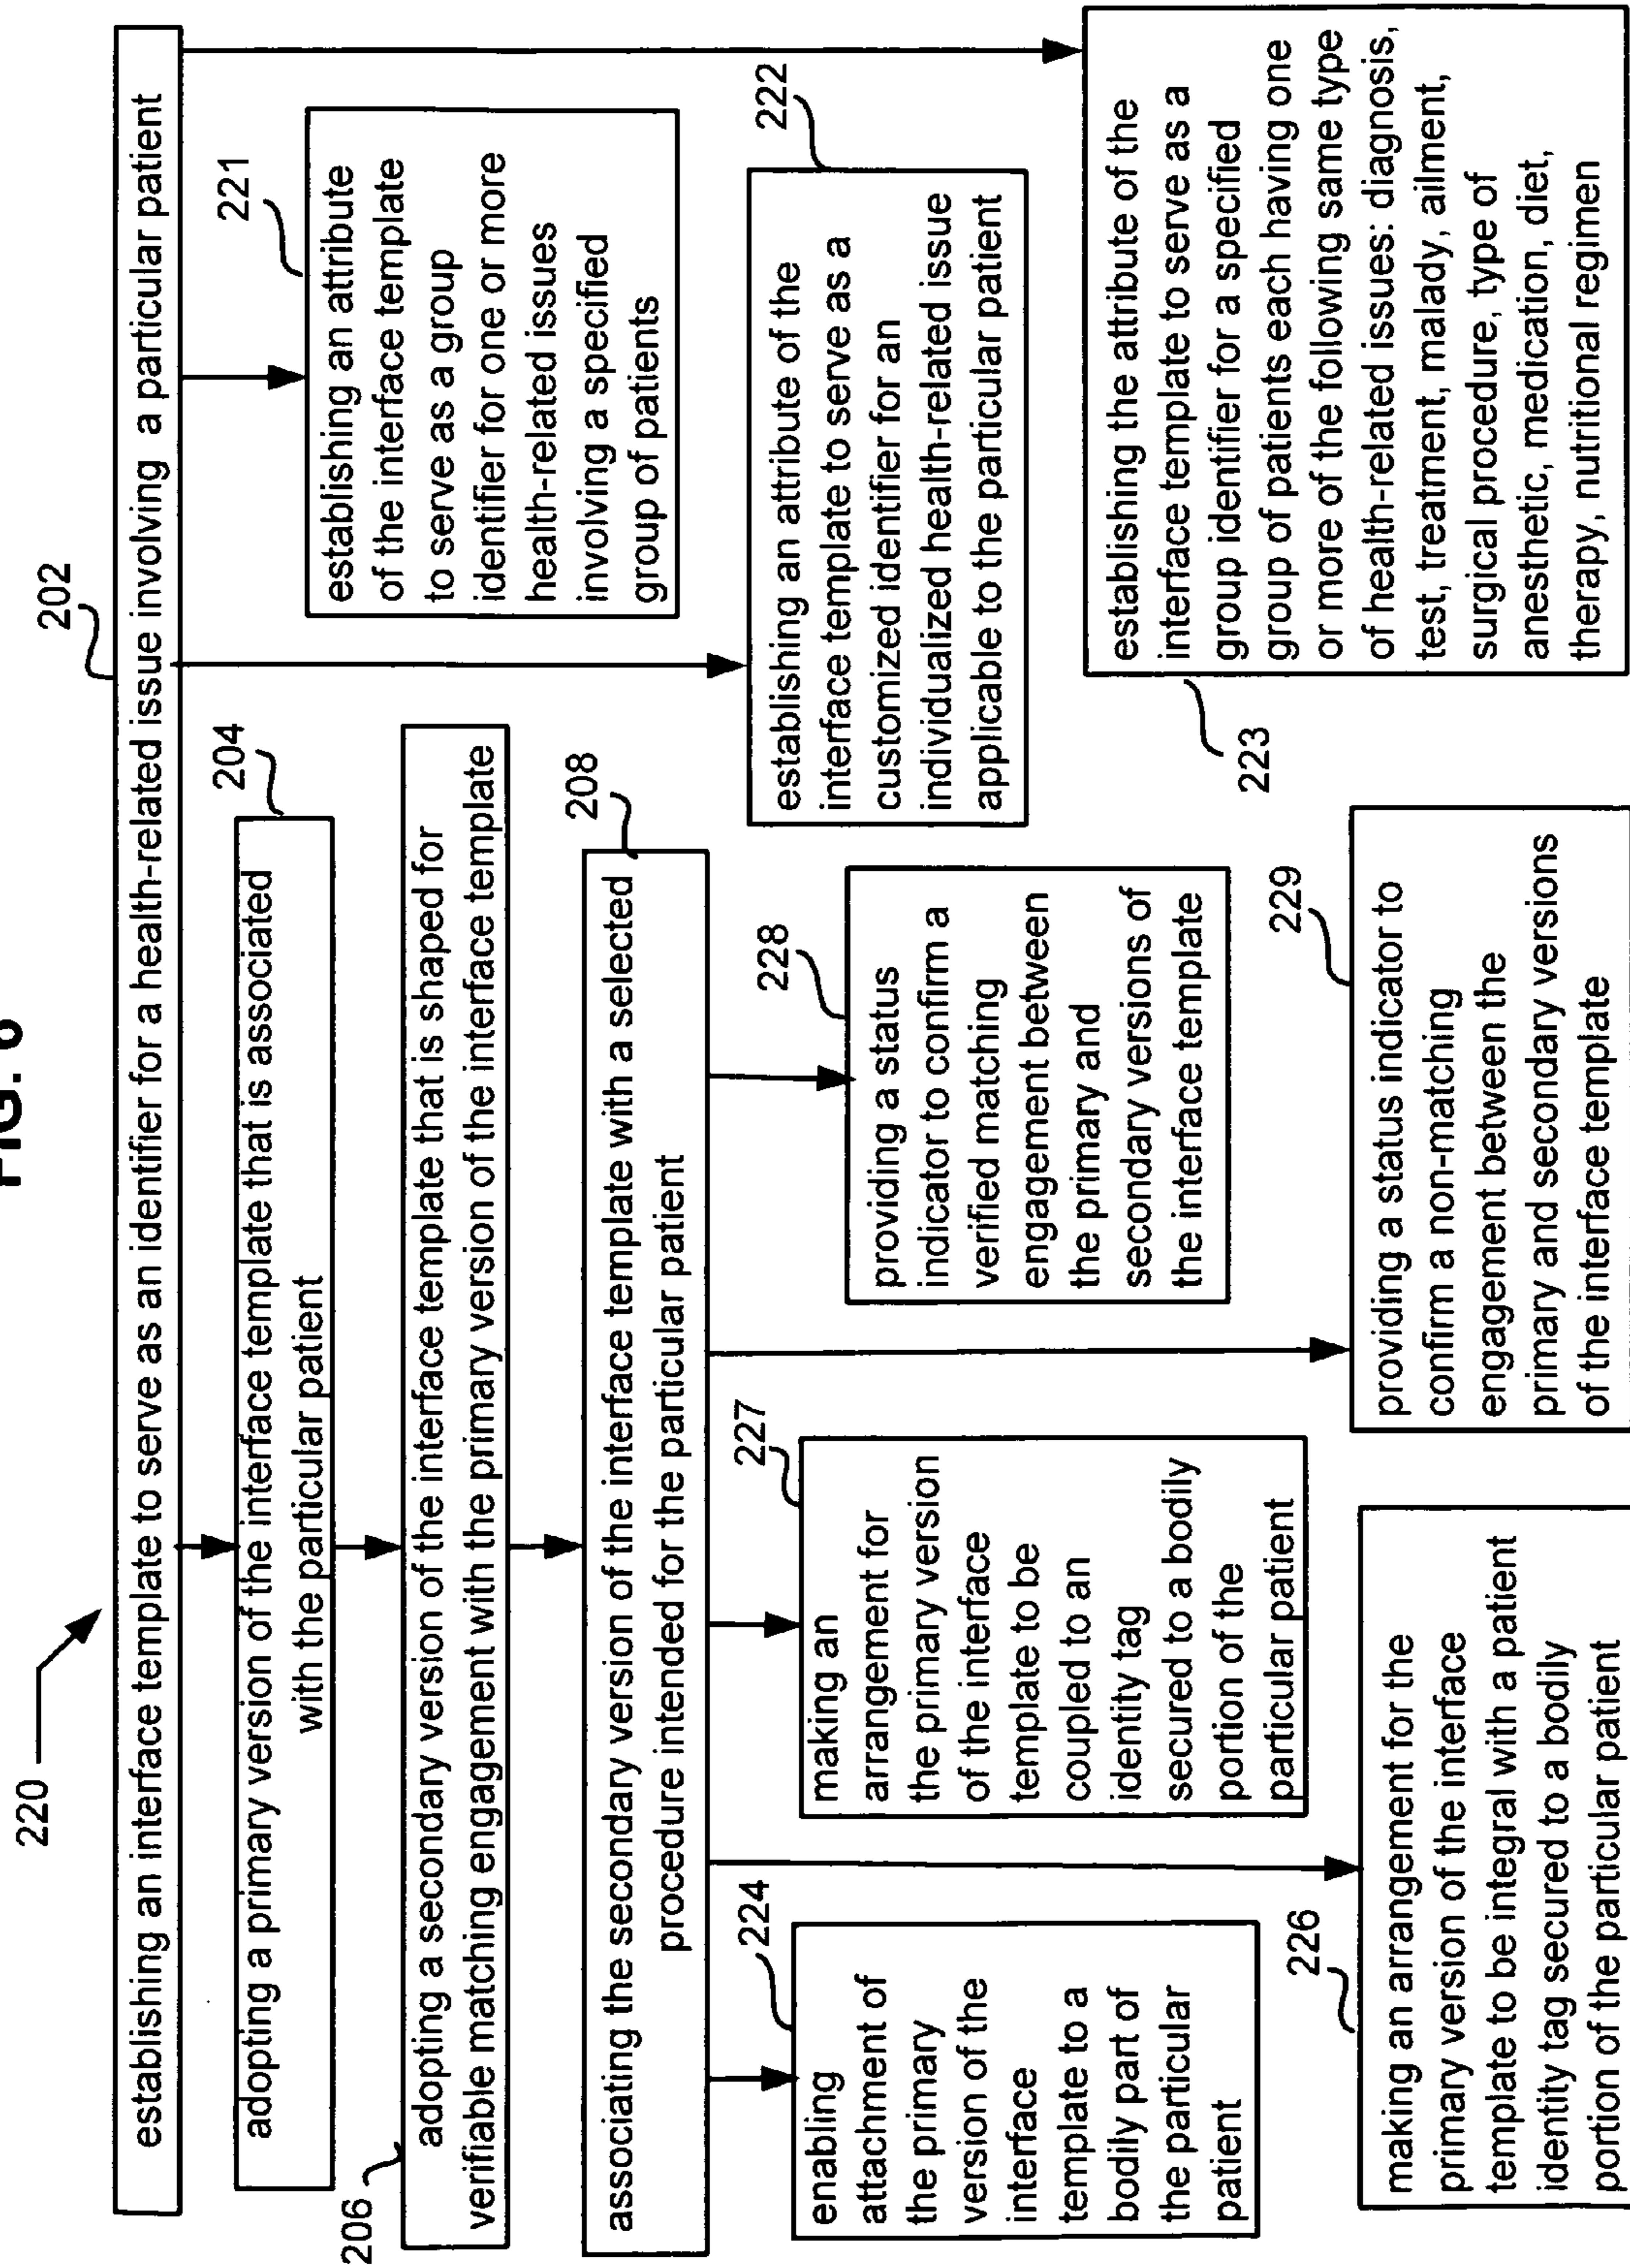 FIG. 6
220
202
establishing an interface template to serve as an identifier for a health-related issue involving a particular patient
204
adopting a primary version of the interface template that is associated
with the particular patient
206
adopting a secondary version of the interface template that is shaped for
verifiable matching engagement with the primary version of the interface template
208
associating the secondary version of the interface template with a selected
procedure intended for the particular patient
221
establishing an attribute
of the interface template
to serve as a group
identifier for one or more
health-related issues
involving a specified
group of patients
222
establishing an attribute of the
interface template to serve as a
customized identifier for an
individualized health-related issue
applicable to the particular patient
223
establishing the attribute of the
interface template to serve as a
group identifier for a specified
group of patients each having one
or more of the following same type
of health-related issues: diagnosis,
test, treatment, malady, ailment,
surgical procedure, type of
anesthetic, medication, diet,
therapy, nutritional regimen
224
enabling
attachment of
the primary
version of the
interface
template to a
bodily part of
the particular
patient
226
making an arrangement for the
primary version of the interface
template to be integral with a patient
identity tag secured to a bodily
portion of the particular patient
227
making an
arrangement for
the primary version
of the interface
template to be
coupled to an
identity tag
secured to a bodily
portion of the
particular patient
228
providing a status
indicator to confirm a
verified matching
engagement between
the primary and
secondary versions of
the interface template
229
providing a status indicator to
confirm a non-matching
engagement between the
primary and secondary versions
of the interface template